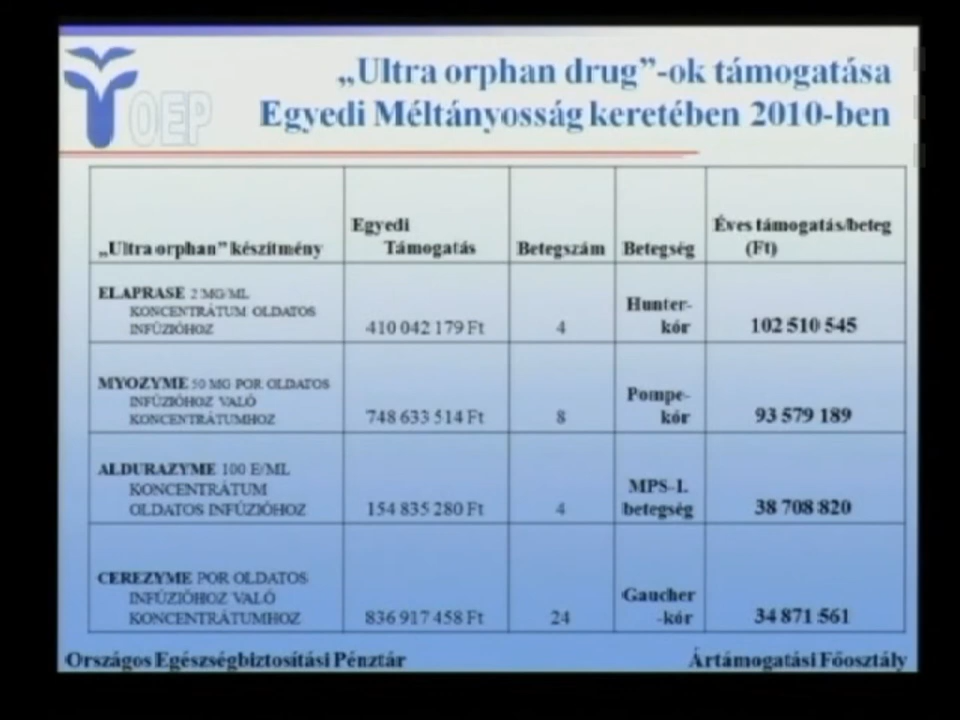 „Ultra orphan drug”-ok támogatása
Egyedi Méltányosság keretében 2010-ben
OEP
„Ultra orphan” készítmény
Egyedi
Támogatás
Betegszám
Betegség
Éves támogatás/beteg
(Ft)
ELAPRASE 2 MG/ML
KONCENTRÁTUM OLDATOS
INFÚZIÓHOZ
410 042 179 Ft
4
Hunter-
kór
102 510 545
MYOZYME 50 MG POR OLDATOS
INFÚZIÓHOZ VALÓ
KONCENTRÁTUMHOZ
748 633 514 Ft
8
Pompe-
kór
93 579 189
ALDURAZYME 100 E/ML
KONCENTRÁTUM
OLDATOS INFÚZIÓHOZ
154 835 280 Ft
4
MPS-I.
betegség
38 708 820
CEREZYME POR OLDATOS
INFÚZIÓHOZ VALÓ
KONCENTRÁTUMHOZ
836 917 458 Ft
24
Gaucher
-kór
34 871 561
Országos Egészségbiztosítási Pénztár
Ártámogatási Főosztály